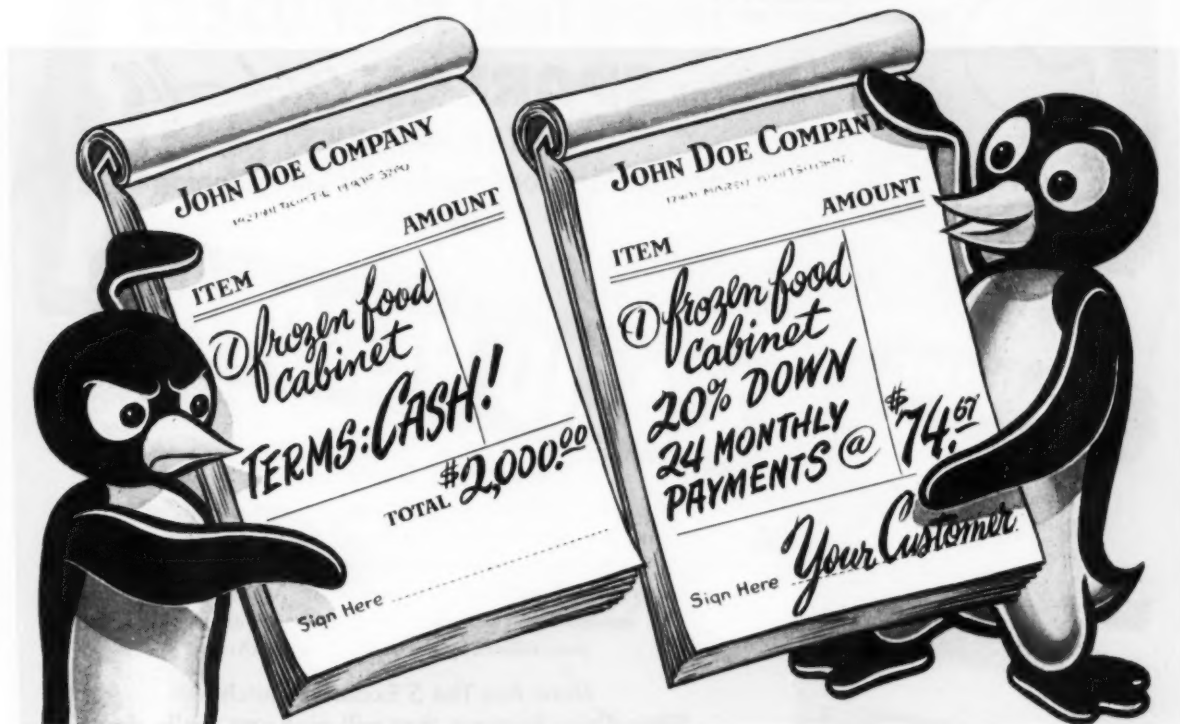 JOHN DOE COMPANY
ITEM AMOUNT
① frozen food
cabinet
TERMS: CASH!
TOTAL $2,000.00
Sign Here
JOHN DOE COMPANY
ITEM AMOUNT
① frozen food
cabinet
20% DOWN
24 MONTHLY
PAYMENTS @ $74.67
Sign Here Your Customer